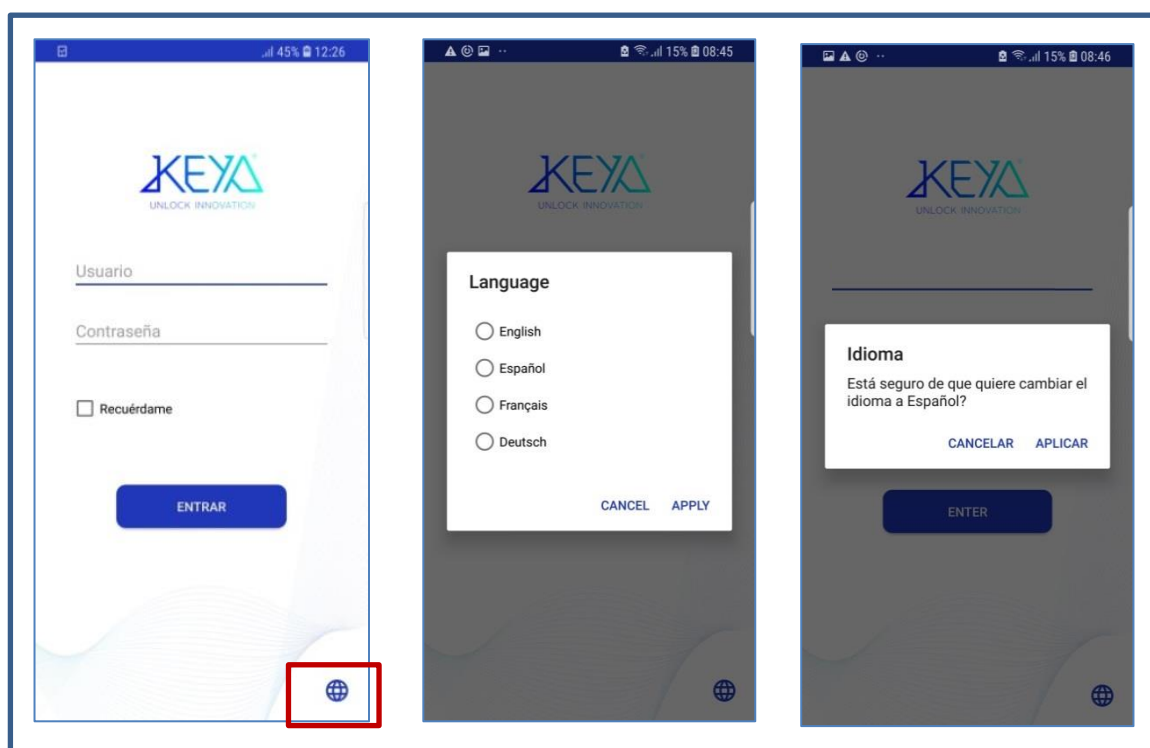 45% 12:26
KEYA
UNLOCK INNOVATION
Usuario
Contraseña
Recuérdame
ENTRAR
15% 08:45
KEYA
UNLOCK INNOVATION
Language
English
Español
Français
Deutsch
CANCEL APPLY
15% 08:46
KEYA
UNLOCK INNOVATION
Idioma
Está seguro de que quiere cambiar el
idioma a Español?
CANCELAR APLICAR
ENTER